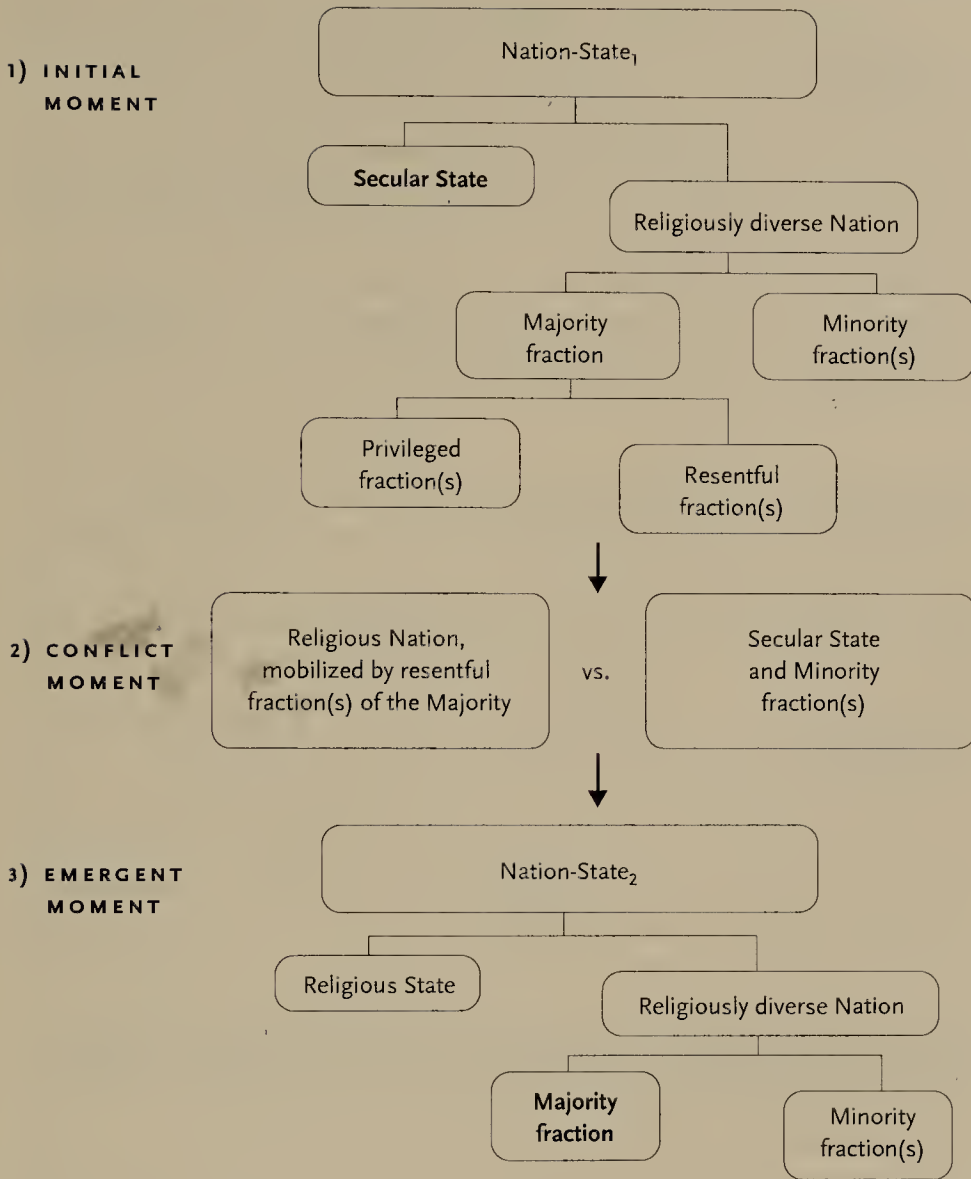 Nation-State₁
1) INITIAL
MOMENT
Secular State
Religiously diverse Nation
Majority
fraction
Minority
fraction(s)
Privileged
fraction(s)
Resentful
fraction(s)
2) CONFLICT
MOMENT
Religious Nation,
mobilized by resentful
fraction(s) of the Majority
vs.
Secular State
and Minority
fraction(s)
3) EMERGENT
MOMENT
Nation-State₂
Religious State
Religiously diverse Nation
Majority
fraction
Minority
fraction(s)